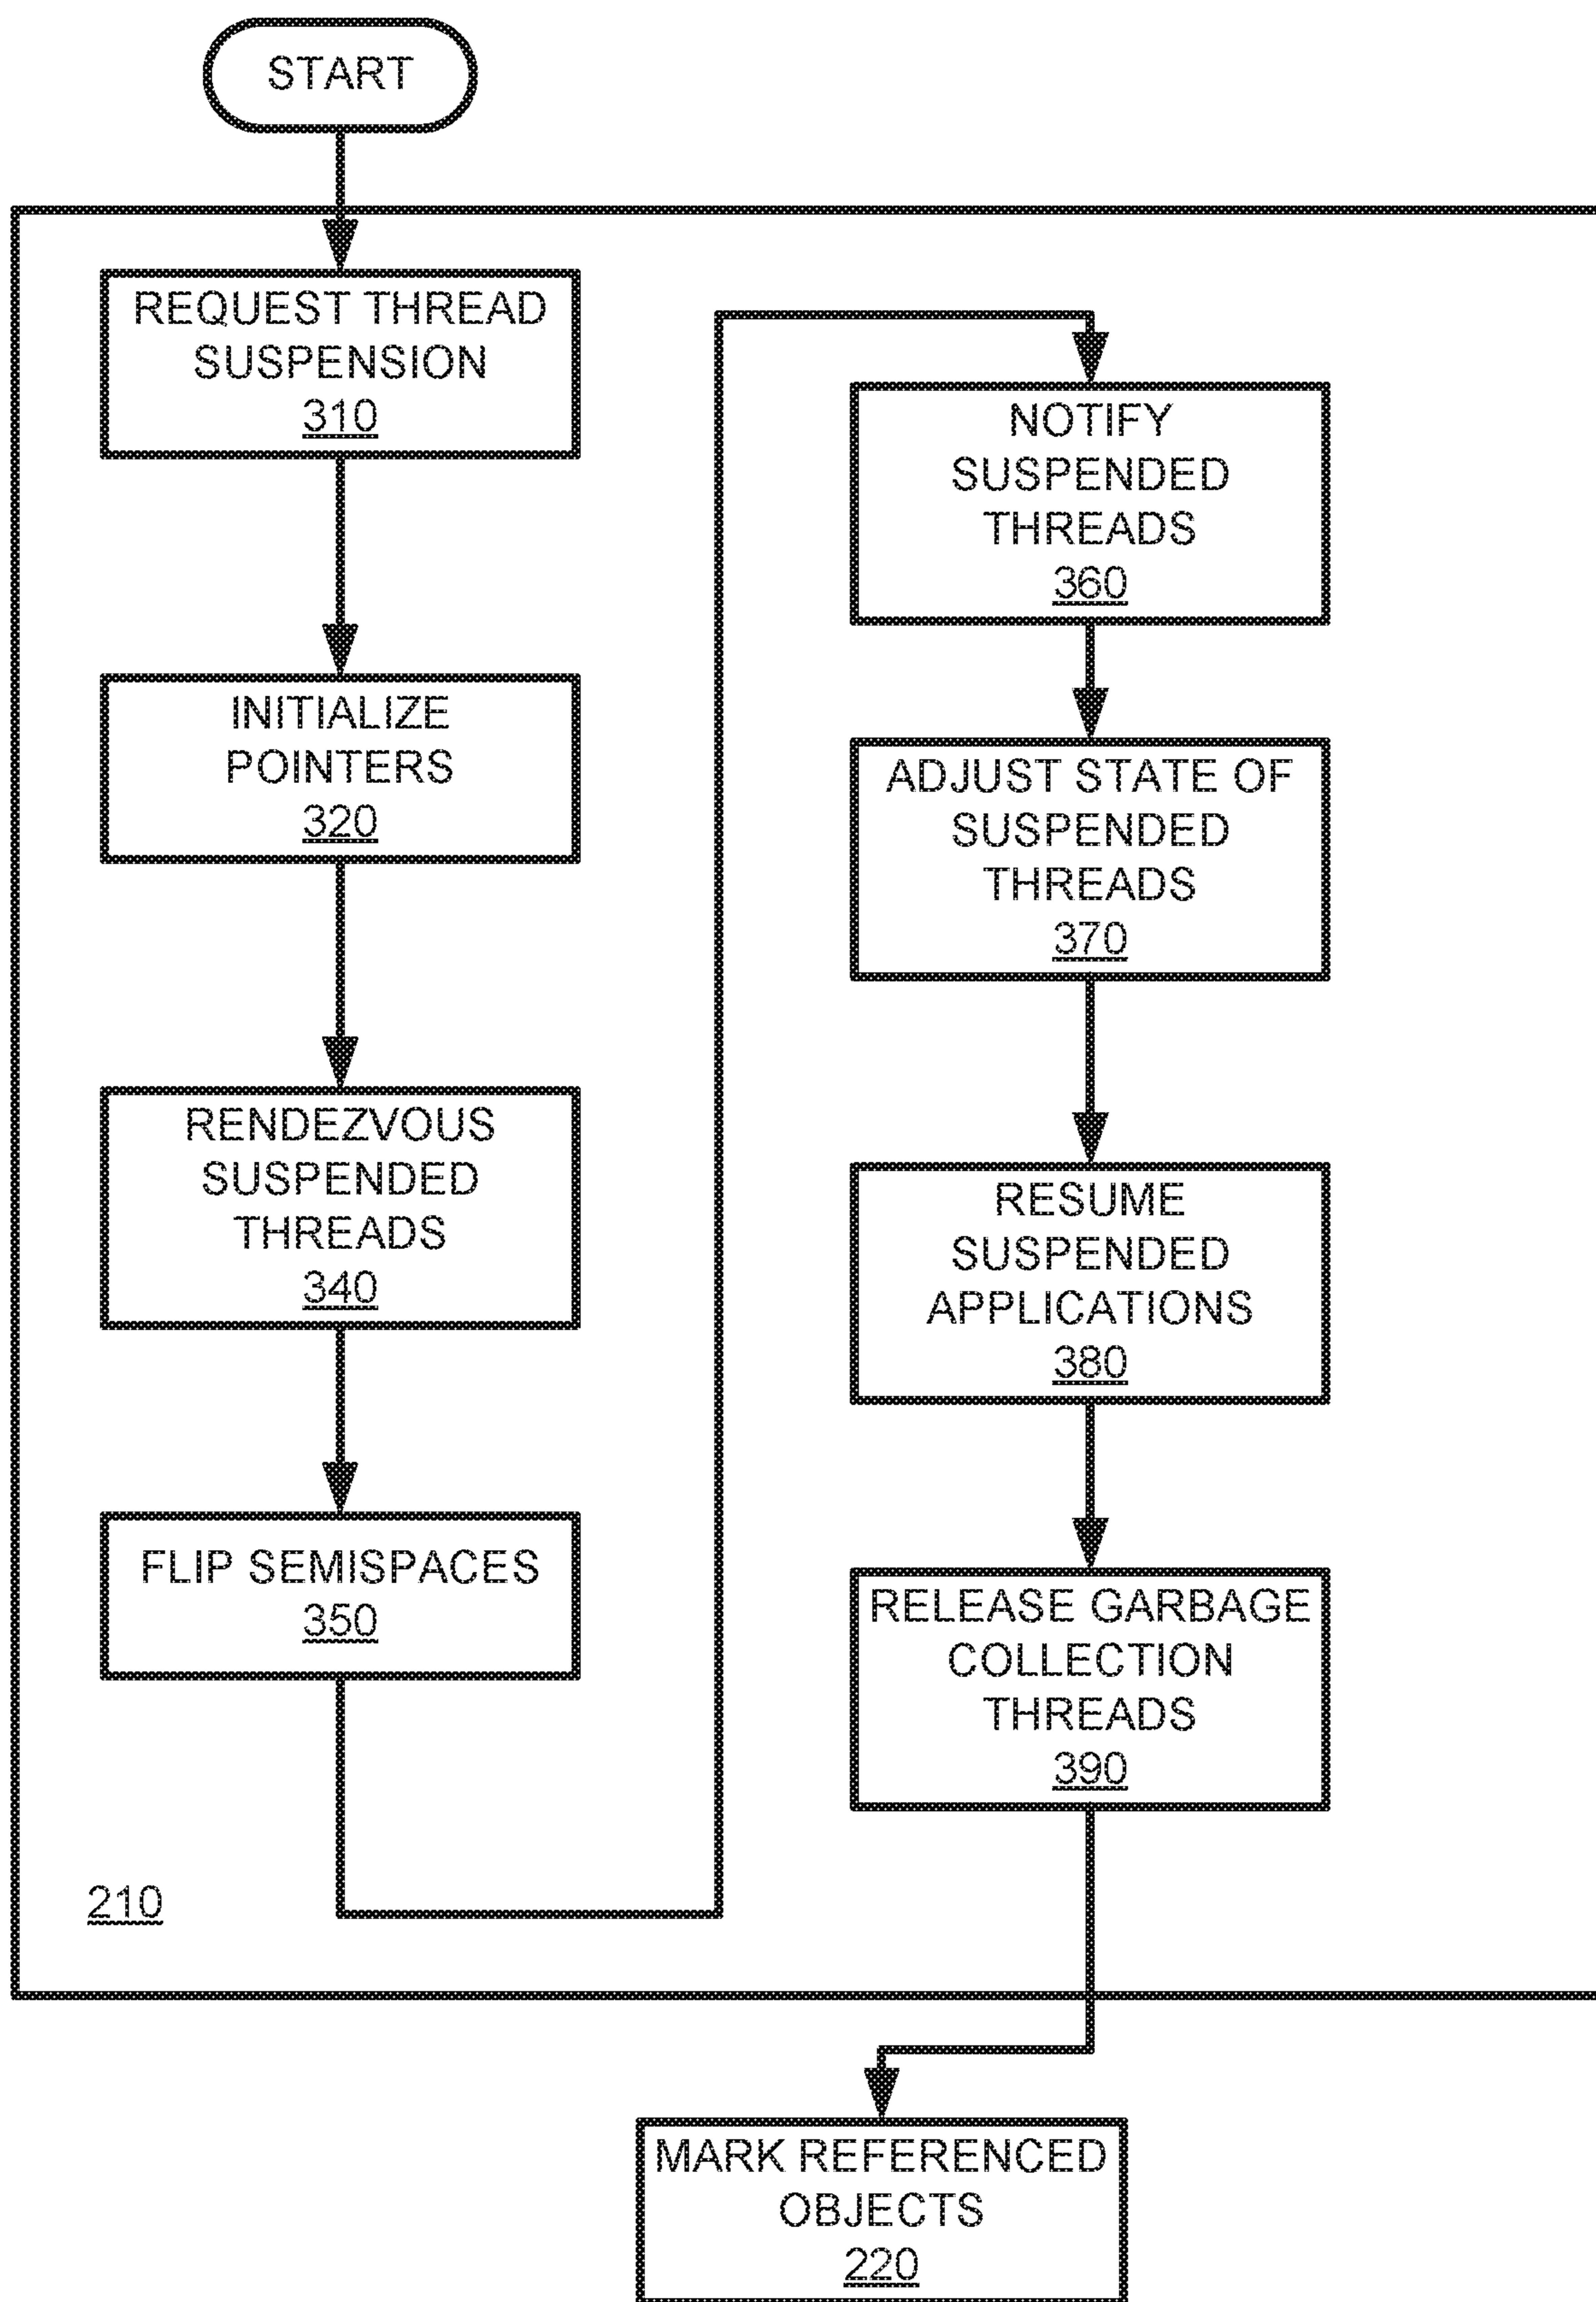 START
REQUEST THREAD
SUSPENSION
310
INITIALIZE
POINTERS
320
RENDEZVOUS
SUSPENDED
THREADS
340
FLIP SEMISPACES
350
210
NOTIFY
SUSPENDED
THREADS
360
ADJUST STATE OF
SUSPENDED
THREADS
370
RESUME
SUSPENDED
APPLICATIONS
380
RELEASE GARBAGE
COLLECTION
THREADS
390
MARK REFERENCED
OBJECTS
220